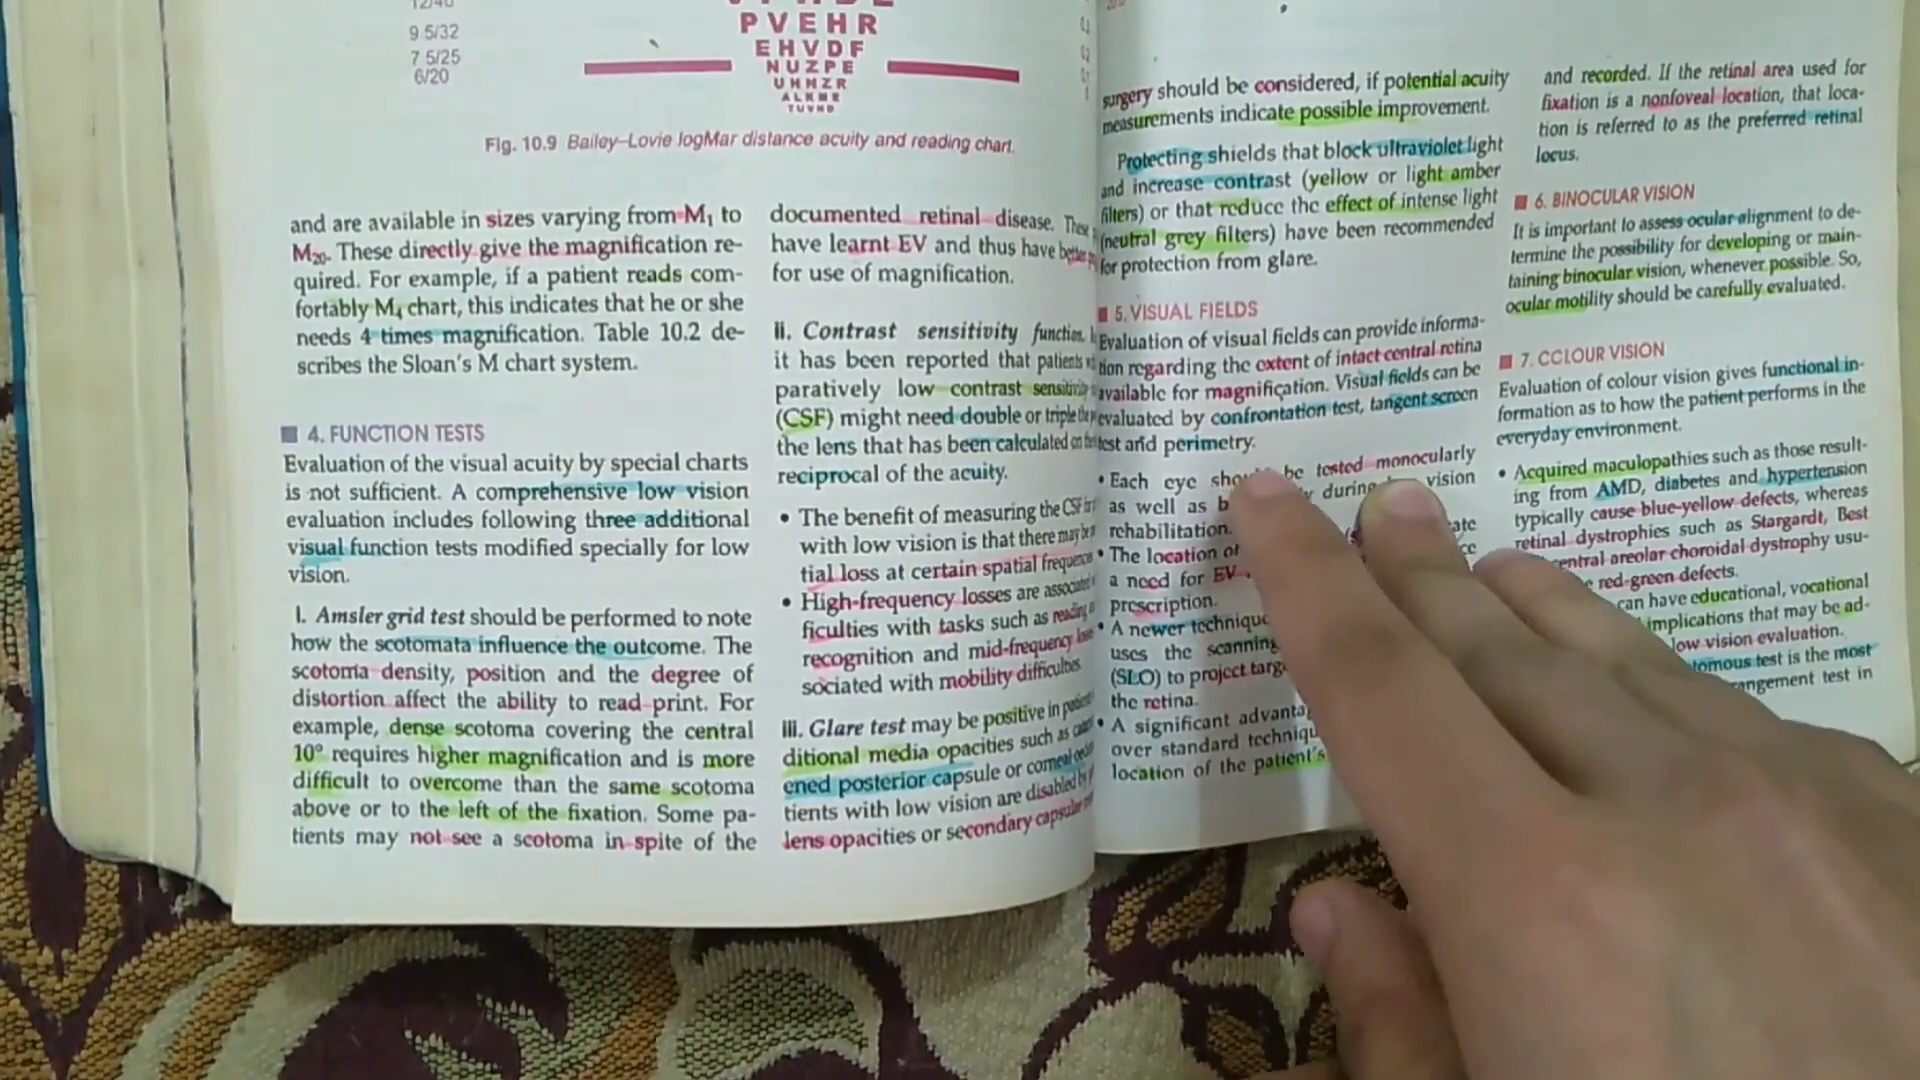 12/40
9 5/32
7 5/25
6/20
PVEHR
EHVDF
NUZPE
UHNZR
ALKME
TUVND
Fig. 10.9 Bailey–Lovie logMar distance acuity and reading chart.
and are available in sizes varying from M1 to
M20. These directly give the magnification re-
quired. For example, if a patient reads com-
fortably M4 chart, this indicates that he or she
needs 4 times magnification. Table 10.2 de-
scribes the Sloan's M chart system.
4. FUNCTION TESTS
Evaluation of the visual acuity by special charts
is not sufficient. A comprehensive low vision
evaluation includes following three additional
visual function tests modified specially for low
vision.
I. Amsler grid test should be performed to note
how the scotomata influence the outcome. The
scotoma density, position and the degree of
distortion affect the ability to read print. For
example, dense scotoma covering the central
10° requires higher magnification and is more
difficult to overcome than the same scotoma
above or to the left of the fixation. Some pa-
tients may not see a scotoma in spite of the
documented retinal disease. These
have learnt EV and thus have better
for use of magnification.
ii. Contrast sensitivity function.
it has been reported that patients
paratively low contrast sensitivity
(CSF) might need double or triple the
the lens that has been calculated on the
reciprocal of the acuity.
• The benefit of measuring the CSF
with low vision is that there may be
tial loss at certain spatial frequence
• High-frequency losses are associated
ficulties with tasks such as reading
recognition and mid-frequency
sociated with mobility difficulties.
iii. Glare test may be positive in
ditional media opacities such as
ened posterior capsule or corneal
tients with low vision are disabled by
lens opacities or secondary capsular
surgery should be considered, if potential acuity
measurements indicate possible improvement.
Protecting shields that block ultraviolet light
and increase contrast (yellow or light amber
filters) or that reduce the effect of intense light
(neutral grey filters) have been recommended
for protection from glare.
5. VISUAL FIELDS
Evaluation of visual fields can provide informa-
tion regarding the extent of intact central retina
available for magnification. Visual fields can be
evaluated by confrontation test, tangent screen
test and perimetry.
• Each eye should be tested monocularly
as well as during vision
rehabilitation.
• The location of
a need for EV
prescription.
• A newer technique
uses the scanning
(SLO) to project
the retina.
• A significant
over standard
location of the patient's
and recorded. If the retinal area used for
fixation is a nonfoveal location, that loca-
tion is referred to as the preferred retinal
locus.
6. BINOCULAR VISION
It is important to assess ocular alignment to de-
termine the possibility for developing or main-
taining binocular vision, whenever possible. So,
ocular motility should be carefully evaluated.
7. COLOUR VISION
Evaluation of colour vision gives functional in-
formation as to how the patient performs in the
everyday environment.
• Acquired maculopathies such as those result-
ing from AMD, diabetes and hypertension
typically cause blue-yellow defects, whereas
retinal dystrophies such as Stargardt, Best
central areolar choroidal dystrophy usu-
red-green defects.
can have educational, vocational
implications that may be ad-
low vision evaluation.
tomous test is the most
test in